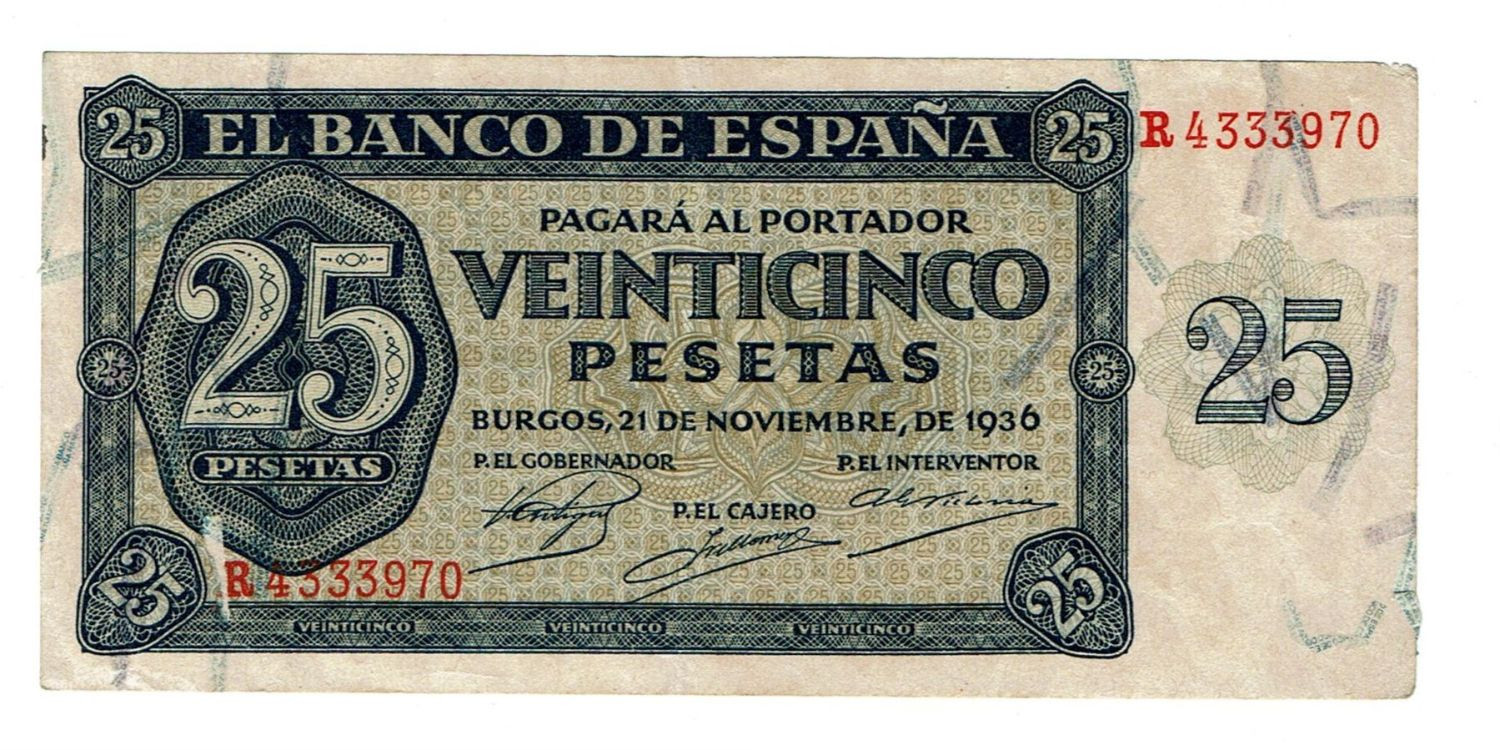 25 EL BANCO DE ESPAÑA 25
R 4333970
PAGARÁ AL PORTADOR
VEINTICINCO
PESETAS
25
PESETAS
25
25
25
BURGOS, 21 DE NOVIEMBRE, DE 1936
P. EL GOBERNADOR
P. EL INTERVENTOR
P. EL CAJERO
R 4333970
25
25
VEINTICINCO VEINTICINCO VEINTICINCO